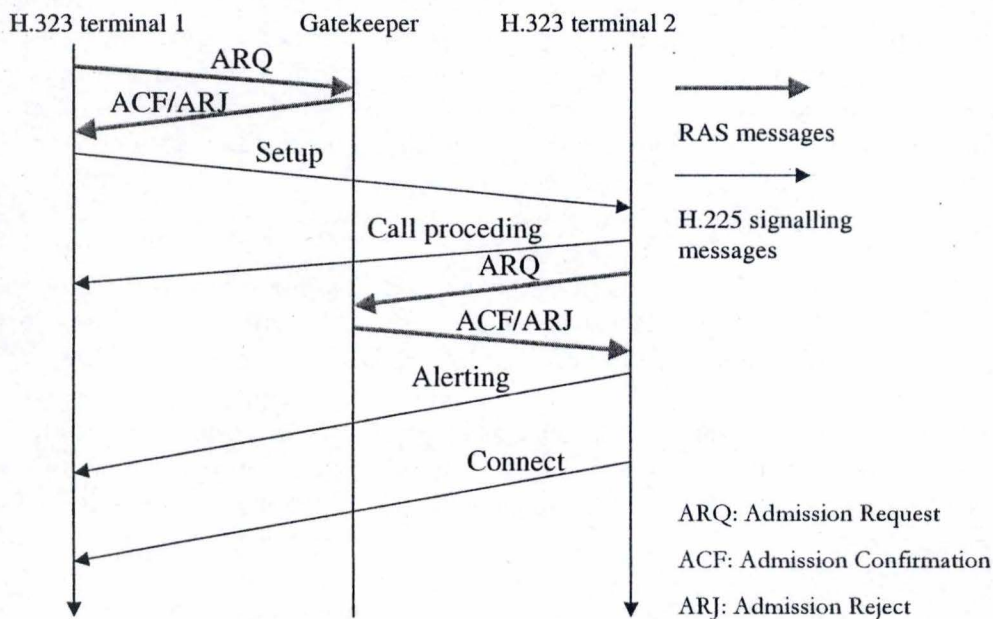 H.323 terminal 1 Gatekeeper H.323 terminal 2
ARQ
ACF/ARJ
Setup
Call proceding
ARQ
ACF/ARJ
Alerting
Connect
RAS messages
H.225 signalling
messages
ARQ: Admission Request
ACF: Admission Confirmation
ARJ: Admission Reject